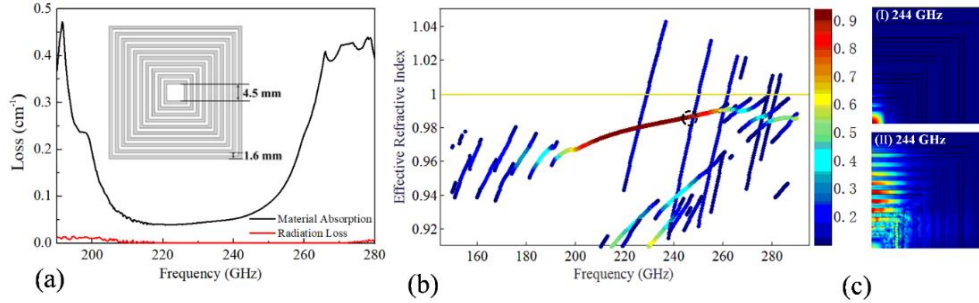 (a)
0.5
0.4
0.3
0.2
0.1
0.0
Loss (cm⁻¹)
4.5 mm
1.6 mm
Material Absorption
Radiation Loss
200 220 240 260 280
Frequency (GHz)
(b)
1.04
1.02
1
0.98
0.96
0.94
0.92
Effective Refractive Index
160 180 200 220 240 260 280
Frequency (GHz)
0.9
0.8
0.7
0.6
0.5
0.4
0.3
0.2
(c)
(I) 244 GHz
(II) 244 GHz